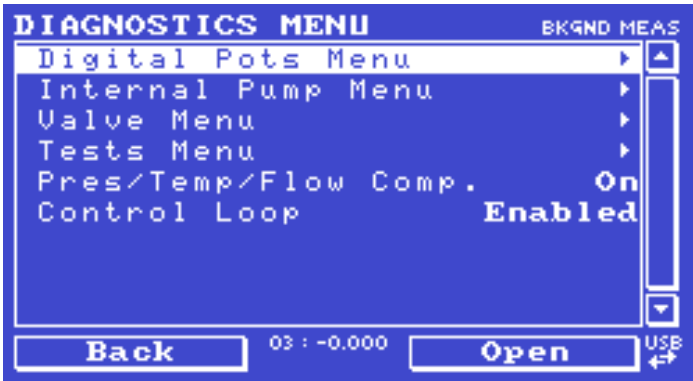 DIAGNOSTICS MENU BKGND MEAS
Digital Pots Menu
Internal Pump Menu
Valve Menu
Tests Menu
Pres/Temp/Flow Comp. On
Control Loop Enabled
Back 03 : -0.000 Open USB